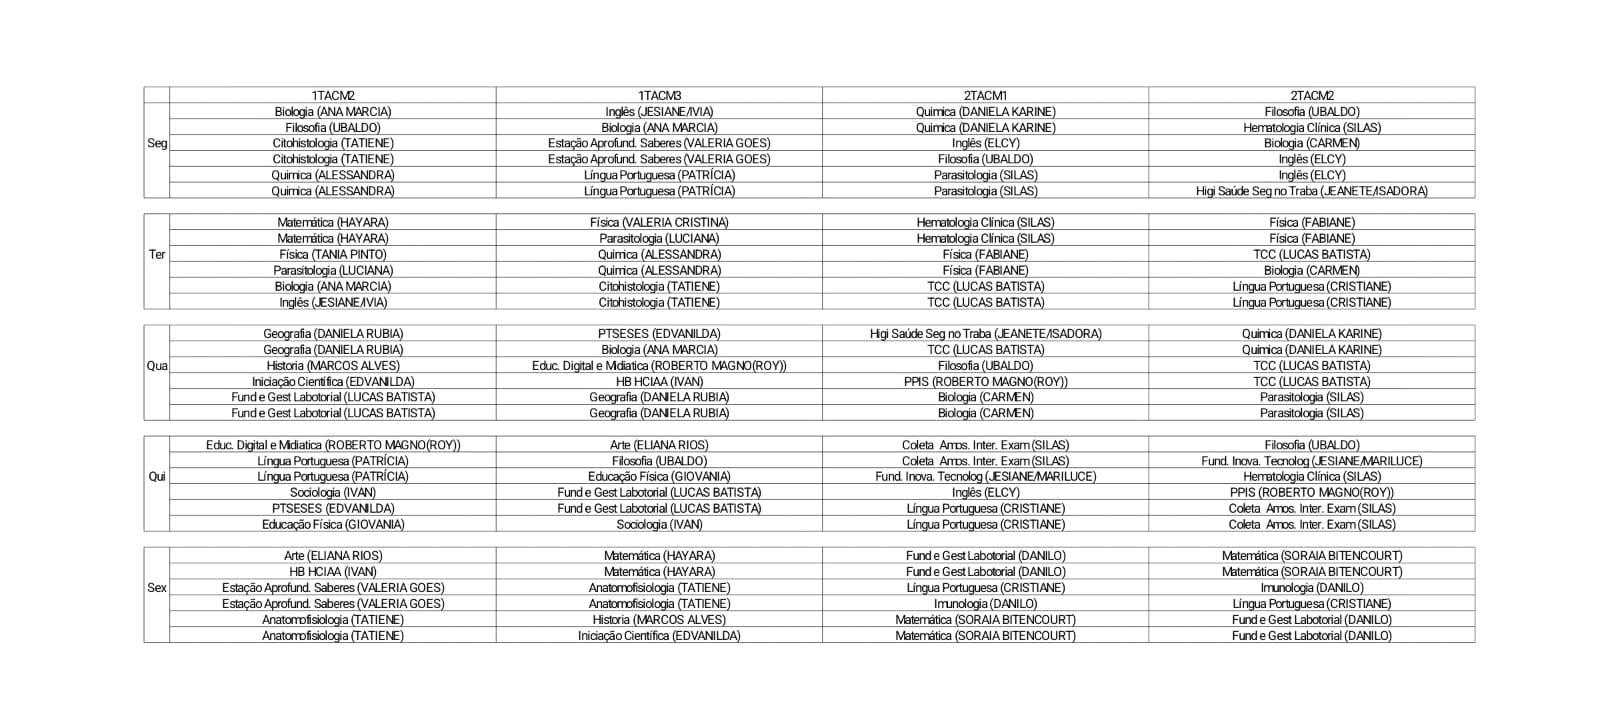 1TACM2 1TACM3 2TACM1 2TACM2
Biologia (ANA MARCIA) Inglês (JESIANE/IVIA) Quimica (DANIELA KARINE) Filosofia (UBALDO)
Filosofia (UBALDO) Biologia (ANA MARCIA) Quimica (DANIELA KARINE) Hematologia Clínica (SILAS)
Seg Citohistologia (TATIENE) Estação Aprofund. Saberes (VALERIA GOES) Inglês (ELCY) Biologia (CARMEN)
Citohistologia (TATIENE) Estação Aprofund. Saberes (VALERIA GOES) Filosofia (UBALDO) Inglês (ELCY)
Quimica (ALESSANDRA) Língua Portuguesa (PATRÍCIA) Parasitologia (SILAS) Inglês (ELCY)
Quimica (ALESSANDRA) Língua Portuguesa (PATRÍCIA) Parasitologia (SILAS) Higi Saúde Seg no Traba (JEANETE/ISADORA)
Matemática (HAYARA) Física (VALERIA CRISTINA) Hematologia Clínica (SILAS) Física (FABIANE)
Matemática (HAYARA) Parasitologia (LUCIANA) Hematologia Clínica (SILAS) Física (FABIANE)
Ter Física (TANIA PINTO) Quimica (ALESSANDRA) Física (FABIANE) TCC (LUCAS BATISTA)
Parasitologia (LUCIANA) Quimica (ALESSANDRA) Física (FABIANE) Biologia (CARMEN)
Biologia (ANA MARCIA) Citohistologia (TATIENE) TCC (LUCAS BATISTA) Língua Portuguesa (CRISTIANE)
Inglês (JESIANE/IVIA) Citohistologia (TATIENE) TCC (LUCAS BATISTA) Língua Portuguesa (CRISTIANE)
Geografia (DANIELA RUBIA) PTSESES (EDVANILDA) Higi Saúde Seg no Traba (JEANETE/ISADORA) Quimica (DANIELA KARINE)
Geografia (DANIELA RUBIA) Biologia (ANA MARCIA) TCC (LUCAS BATISTA) Quimica (DANIELA KARINE)
Qua Historia (MARCOS ALVES) Educ. Digital e Midiatica (ROBERTO MAGNO(ROY)) Filosofia (UBALDO) TCC (LUCAS BATISTA)
Iniciação Científica (EDVANILDA) HB HCIAA (IVAN) PPIS (ROBERTO MAGNO(ROY)) TCC (LUCAS BATISTA)
Fund e Gest Labotorial (LUCAS BATISTA) Geografia (DANIELA RUBIA) Biologia (CARMEN) Parasitologia (SILAS)
Fund e Gest Labotorial (LUCAS BATISTA) Geografia (DANIELA RUBIA) Biologia (CARMEN) Parasitologia (SILAS)
Educ. Digital e Midiatica (ROBERTO MAGNO(ROY)) Arte (ELIANA RIOS) Coleta Amos. Inter. Exam (SILAS) Filosofia (UBALDO)
Língua Portuguesa (PATRÍCIA) Filosofia (UBALDO) Coleta Amos. Inter. Exam (SILAS) Fund. Inova. Tecnolog (JESIANE/MARILUCE)
Qui Língua Portuguesa (PATRÍCIA) Educação Física (GIOVANIA) Fund. Inova. Tecnolog (JESIANE/MARILUCE) Hematologia Clínica (SILAS)
Sociologia (IVAN) Fund e Gest Labotorial (LUCAS BATISTA) Inglês (ELCY) PPIS (ROBERTO MAGNO(ROY))
PTSESES (EDVANILDA) Fund e Gest Labotorial (LUCAS BATISTA) Língua Portuguesa (CRISTIANE) Coleta Amos. Inter. Exam (SILAS)
Educação Física (GIOVANIA) Sociologia (IVAN) Língua Portuguesa (CRISTIANE) Coleta Amos. Inter. Exam (SILAS)
Arte (ELIANA RIOS) Matemática (HAYARA) Fund e Gest Labotorial (DANILO) Matemática (SORAIA BITENCOURT)
HB HCIAA (IVAN) Matemática (HAYARA) Fund e Gest Labotorial (DANILO) Matemática (SORAIA BITENCOURT)
Sex Estação Aprofund. Saberes (VALERIA GOES) Anatomofisiologia (TATIENE) Língua Portuguesa (CRISTIANE) Imunologia (DANILO)
Estação Aprofund. Saberes (VALERIA GOES) Anatomofisiologia (TATIENE) Imunologia (DANILO) Língua Portuguesa (CRISTIANE)
Anatomofisiologia (TATIENE) Historia (MARCOS ALVES) Matemática (SORAIA BITENCOURT) Fund e Gest Labotorial (DANILO)
Anatomofisiologia (TATIENE) Iniciação Científica (EDVANILDA) Matemática (SORAIA BITENCOURT) Fund e Gest Labotorial (DANILO)